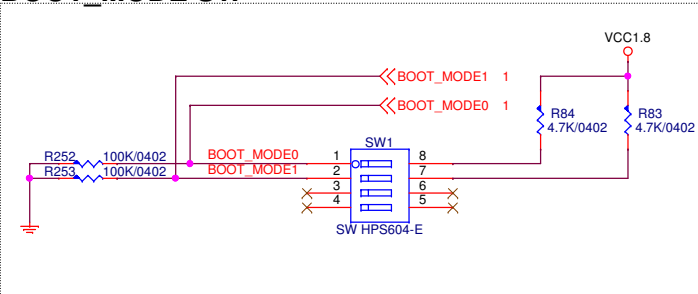 VCC1.8
BOOT_MODE1 1
BOOT_MODE0 1
R84
4.7K/0402
R83
4.7K/0402
SW1
R252 100K/0402 BOOT_MODE0 1 8
R253 100K/0402 BOOT_MODE1 2 7
3 6
4 5
SW HPS604-E